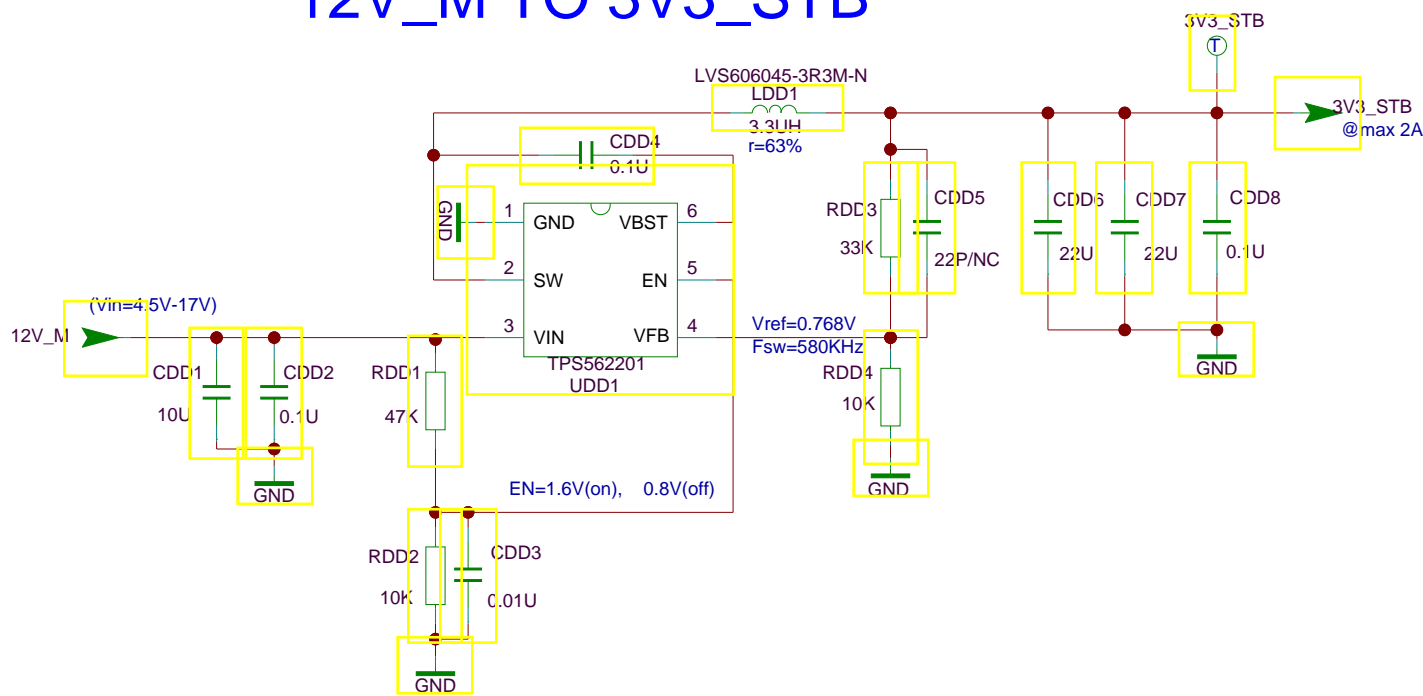 12V_M TO 3V3_STB
3V3_STB
T
LVS606045-3R3M-N
LDD1
3.3UH
r=63%
3V3_STB
@max 2A
CDD4
0.1U
GND
1
GND
VBST
6
2
SW
EN
5
3
VIN
VFB
4
TPS562201
UDD1
RDD3
33K
CDD5
22P/NC
CDD6
22U
CDD7
22U
CDD8
0.1U
GND
(Vin=4.5V-17V)
12V_M
Vref=0.768V
Fsw=580KHz
CDD1
10U
CDD2
0.1U
GND
RDD1
47K
RDD4
10K
GND
EN=1.6V(on), 0.8V(off)
RDD2
10K
CDD3
0.01U
GND